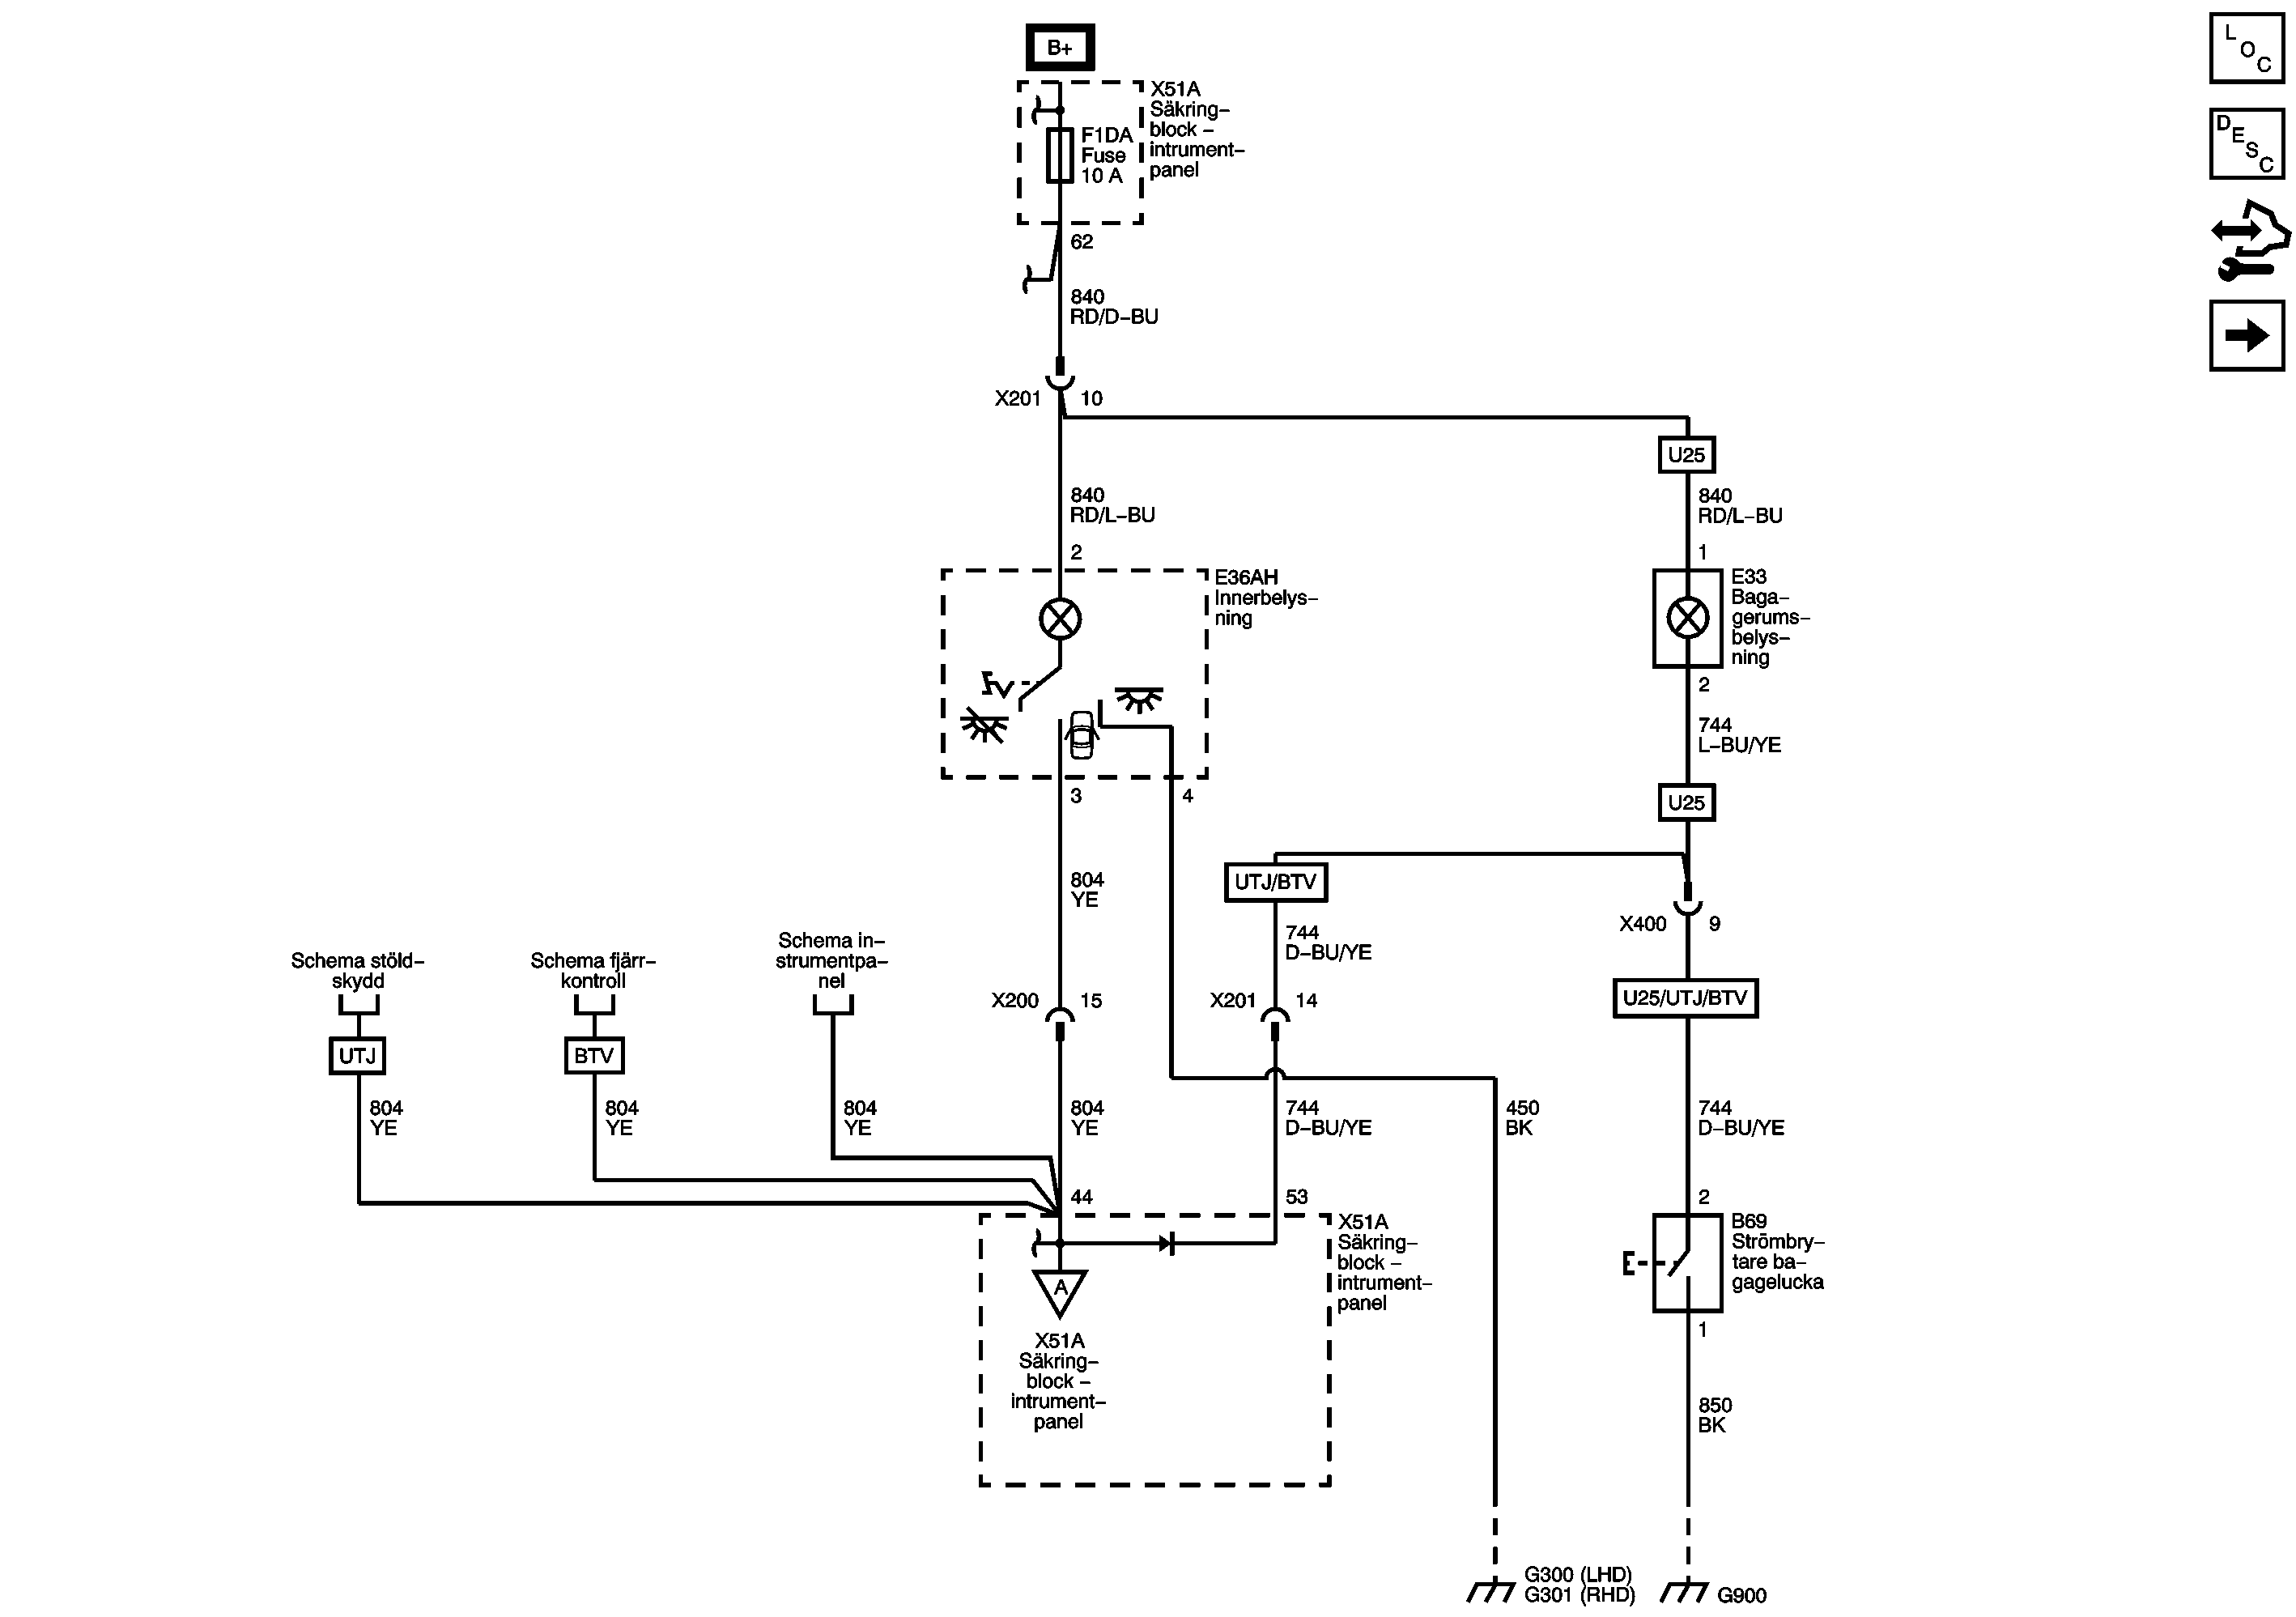 B+
L
O
C
D
E
S
C
X51A
Säkring–
block –
intrument–
panel
F1DA
Fuse
10 A
62
840
RD/D–BU
X201
10
U25
840
RD/L–BU
840
RD/L–BU
2
1
E36AH
Innerbelys–
ning
E33
Baga–
gerums–
belys–
ning
2
744
L–BU/YE
3
4
U25
804
YE
UTJ/BTV
744
D–BU/YE
X400
9
Schema stöld–
skydd
Schema fjärr–
kontroll
Schema in–
strumentpa–
nel
X200
15
X201
14
U25/UTJ/BTV
UTJ
BTV
804
YE
804
YE
804
YE
804
YE
744
D–BU/YE
450
BK
744
D–BU/YE
44
53
2
X51A
Säkring–
block –
intrument–
panel
B69
Strömbry–
tare ba–
gagelucka
A
X51A
Säkring–
block –
intrument–
panel
1
850
BK
G300 (LHD)
G301 (RHD)
G900